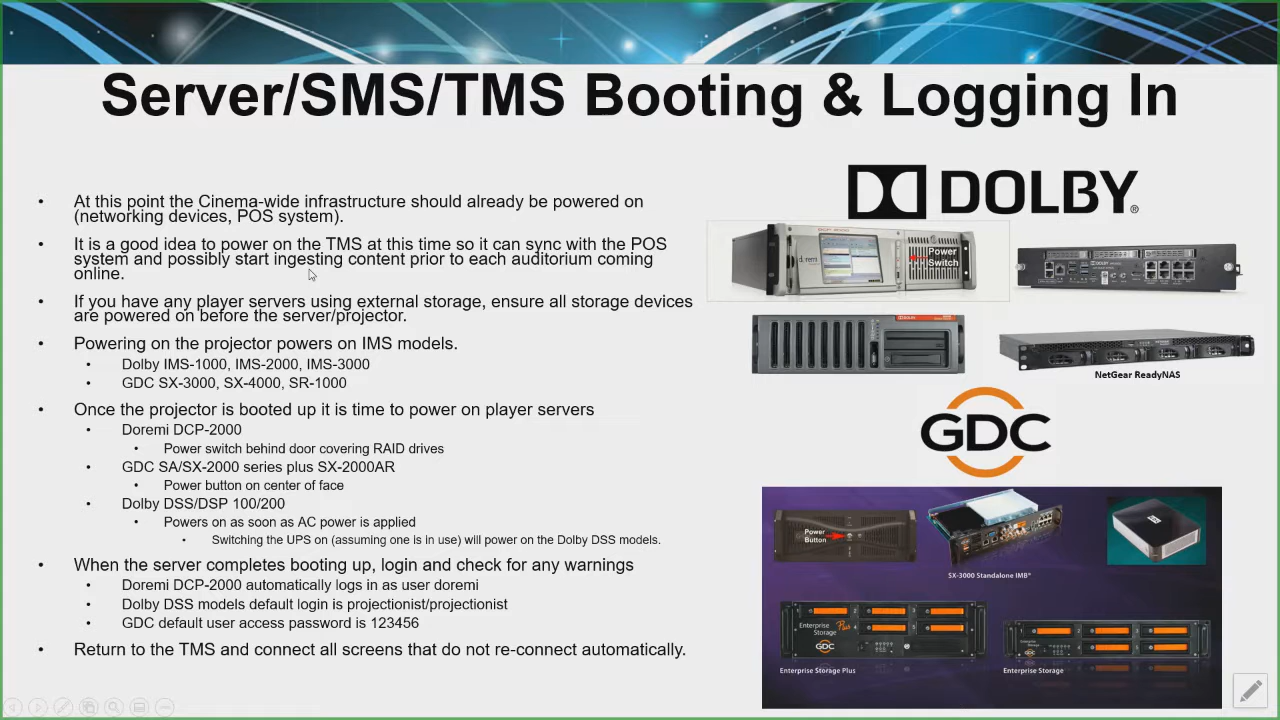 Server/SMS/TMS Booting & Logging In
• At this point the Cinema-wide infrastructure should already be powered on
(networking devices, POS system).
• It is a good idea to power on the TMS at this time so it can sync with the POS
system and possibly start ingesting content prior to each auditorium coming
online.
• If you have any player servers using external storage, ensure all storage devices
are powered on before the server/projector.
• Powering on the projector powers on IMS models.
• Dolby IMS-1000, IMS-2000, IMS-3000
• GDC SX-3000, SX-4000, SR-1000
• Once the projector is booted up it is time to power on player servers
• Doremi DCP-2000
• Power switch behind door covering RAID drives
• GDC SA/SX-2000 series plus SX-2000AR
• Power button on center of face
• Dolby DSS/DSP 100/200
• Powers on as soon as AC power is applied
• Switching the UPS on (assuming one is in use) will power on the Dolby DSS models.
• When the server completes booting up, login and check for any warnings
• Doremi DCP-2000 automatically logs in as user doremi
• Dolby DSS models default login is projectionist/projectionist
• GDC default user access password is 123456
• Return to the TMS and connect all screens that do not re-connect automatically.
DOLBY®
doremi
Power
Switch
DOLBY
NetGear ReadyNAS
GDC
Power
Button
SX-3000 Standalone IMB®
Enterprise
Storage Plus
GDC
Enterprise Storage Plus
Enterprise Storage